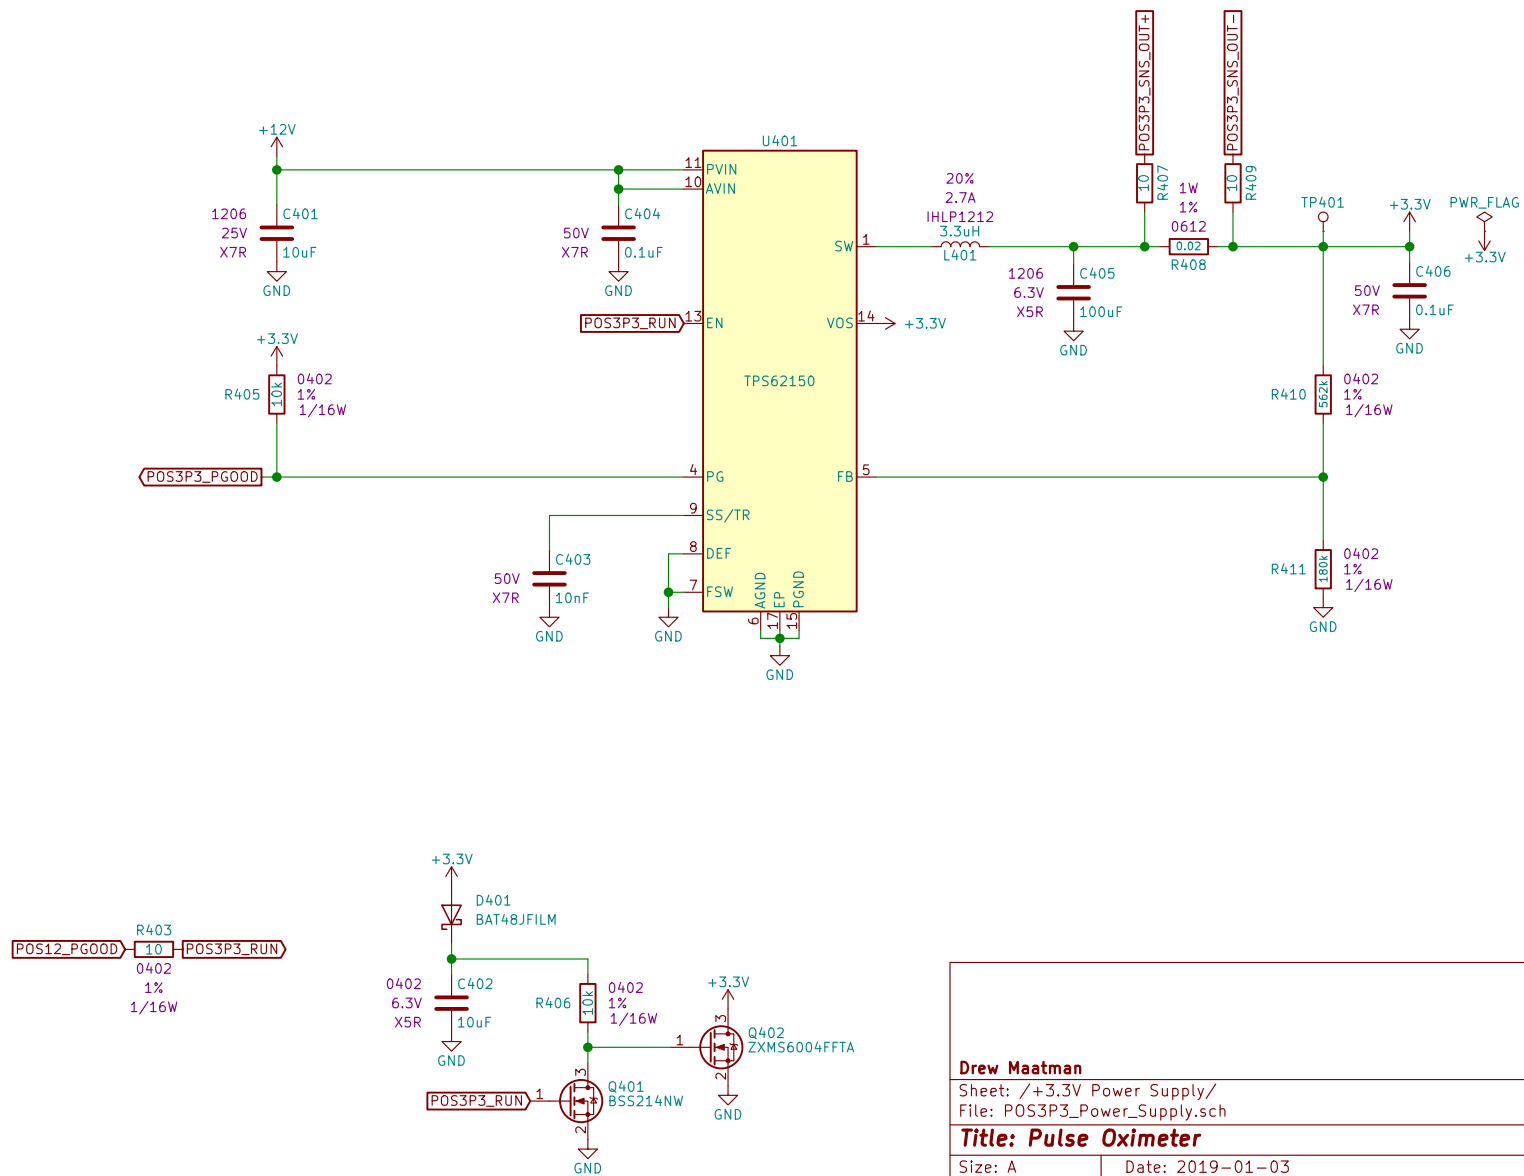 POS3P3_SNS_OUT+
POS3P3_SNS_OUT-
10
R407
10
R409
+12V
1206
25V
X7R
C401
10uF
GND
50V
X7R
C404
0.1uF
GND
U401
11
PVIN
10
AVIN
SW
1
20%
2.7A
IHLP1212
3.3uH
L401
1W
1%
0612
0.02
R408
TP401
+3.3V
PWR_FLAG
+3.3V
1206
6.3V
X5R
C405
100uF
GND
50V
X7R
C406
0.1uF
GND
POS3P3_RUN
13
EN
VOS
14
+3.3V
TPS62150
+3.3V
R405
10k
0402
1%
1/16W
R410
562k
0402
1%
1/16W
POS3P3_PGOOD
4
PG
FB
5
9
SS/TR
8
DEF
7
FSW
50V
X7R
C403
10nF
GND
GND
AGND
EP
PGND
6
17
15
GND
R411
180k
0402
1%
1/16W
GND
POS12_PGOOD
R403
10
POS3P3_RUN
0402
1%
1/16W
+3.3V
D401
BAT48JFILM
0402
6.3V
X5R
C402
10uF
GND
R406
10k
0402
1%
1/16W
+3.3V
1
3
2
Q402
ZXMS6004FFTA
GND
POS3P3_RUN
1
3
2
Q401
BSS214NW
GND
Drew Maatman
Sheet: /+3.3V Power Supply/
File: POS3P3_Power_Supply.sch
Title: Pulse Oximeter
Size: A
Date: 2019-01-03